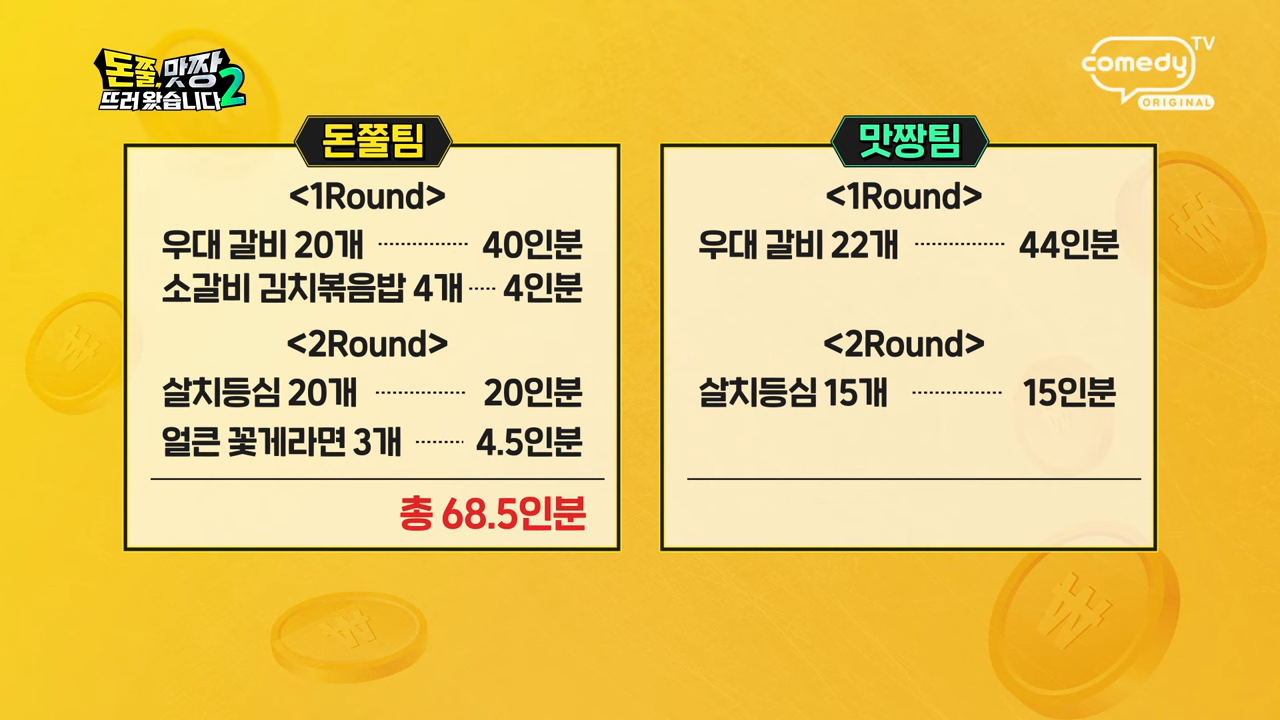 돈쭐, 맛짱
뜨러 왔습니다 2
comedy TV
ORIGINAL
돈쭐팀
<1Round>
우대 갈비 20개 ············ 40인분
소갈비 김치볶음밥 4개 ····· 4인분
<2Round>
살치등심 20개 ············ 20인분
얼큰 꽃게라면 3개 ········ 4.5인분
총 68.5인분
맛짱팀
<1Round>
우대 갈비 22개 ············ 44인분
<2Round>
살치등심 15개 ············ 15인분